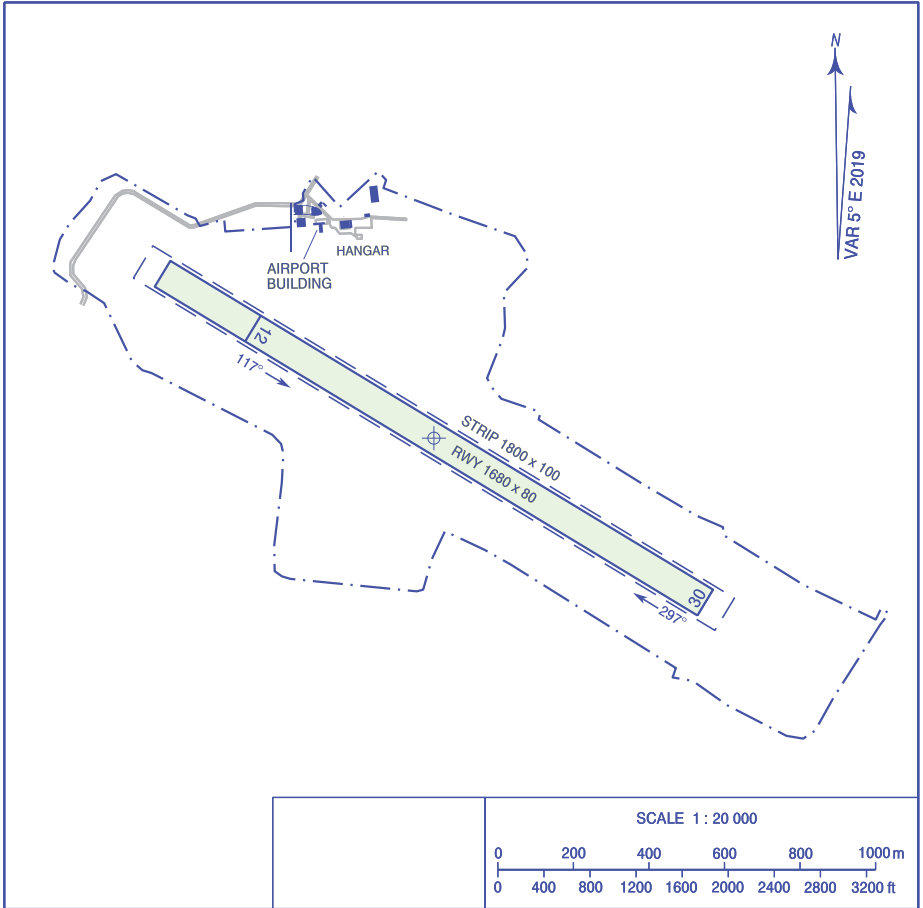 N
VAR 5° E 2019
HANGAR
AIRPORT
BUILDING
12
117°
STRIP 1800 x 100
RWY 1680 x 80
30
297°
SCALE 1 : 20 000
0 200 400 600 800 1000 m
0 400 800 1200 1600 2000 2400 2800 3200 ft